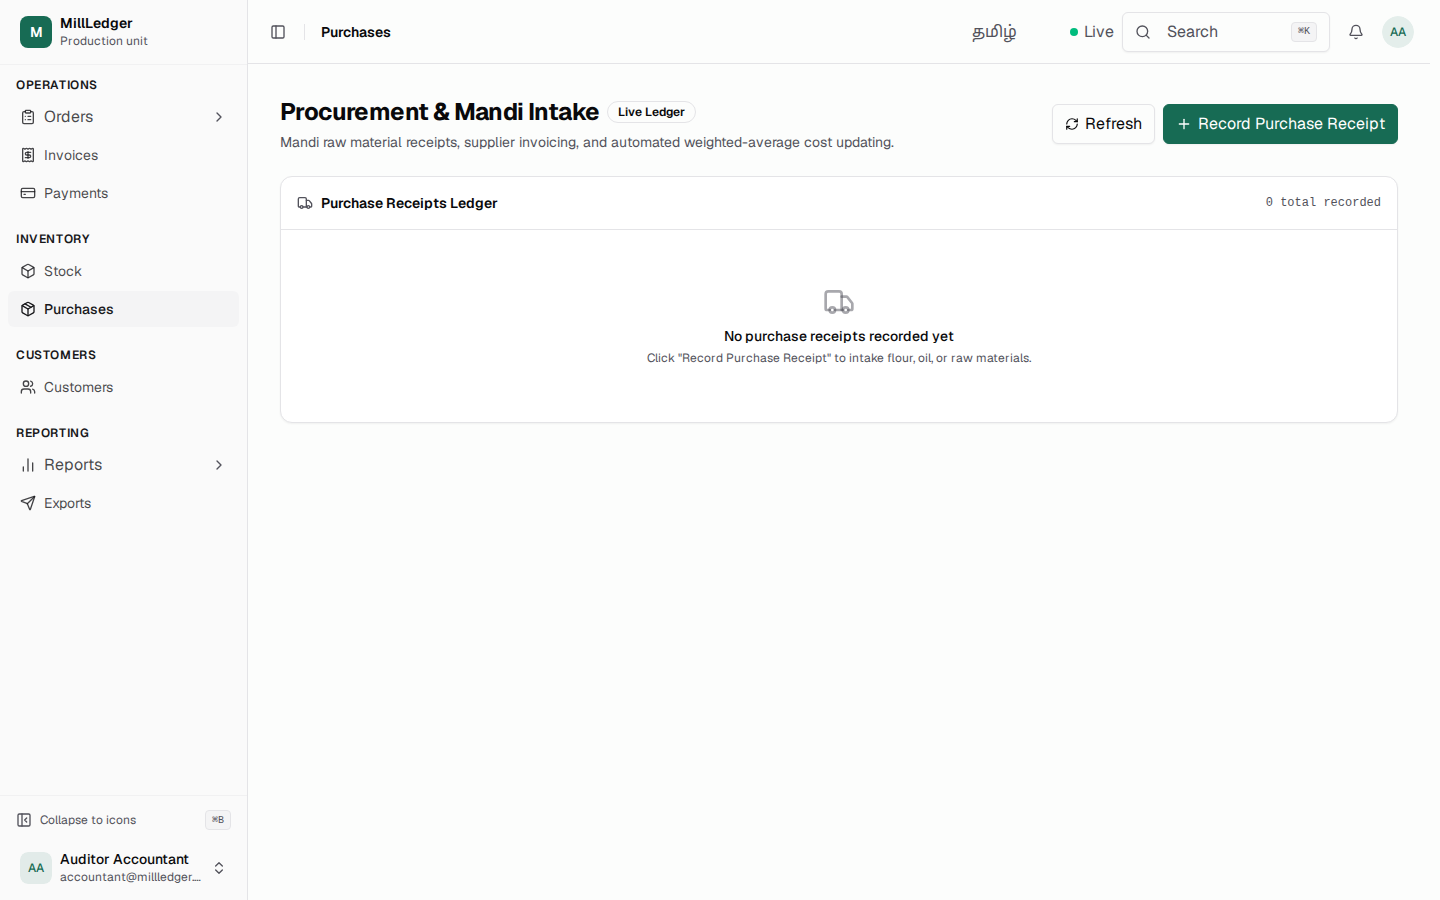 MillLedger
Production unit
OPERATIONS
Orders
Invoices
Payments
INVENTORY
Stock
Purchases
CUSTOMERS
Customers
REPORTING
Reports
Exports
Collapse to icons ⌘B
AA
Auditor Accountant
accountant@millledger....
M
Purchases
தமிழ்
Live
Search ⌘K
AA
Procurement & Mandi Intake Live Ledger
Mandi raw material receipts, supplier invoicing, and automated weighted-average cost updating.
Refresh
Record Purchase Receipt
Purchase Receipts Ledger
0 total recorded
No purchase receipts recorded yet
Click "Record Purchase Receipt" to intake flour, oil, or raw materials.